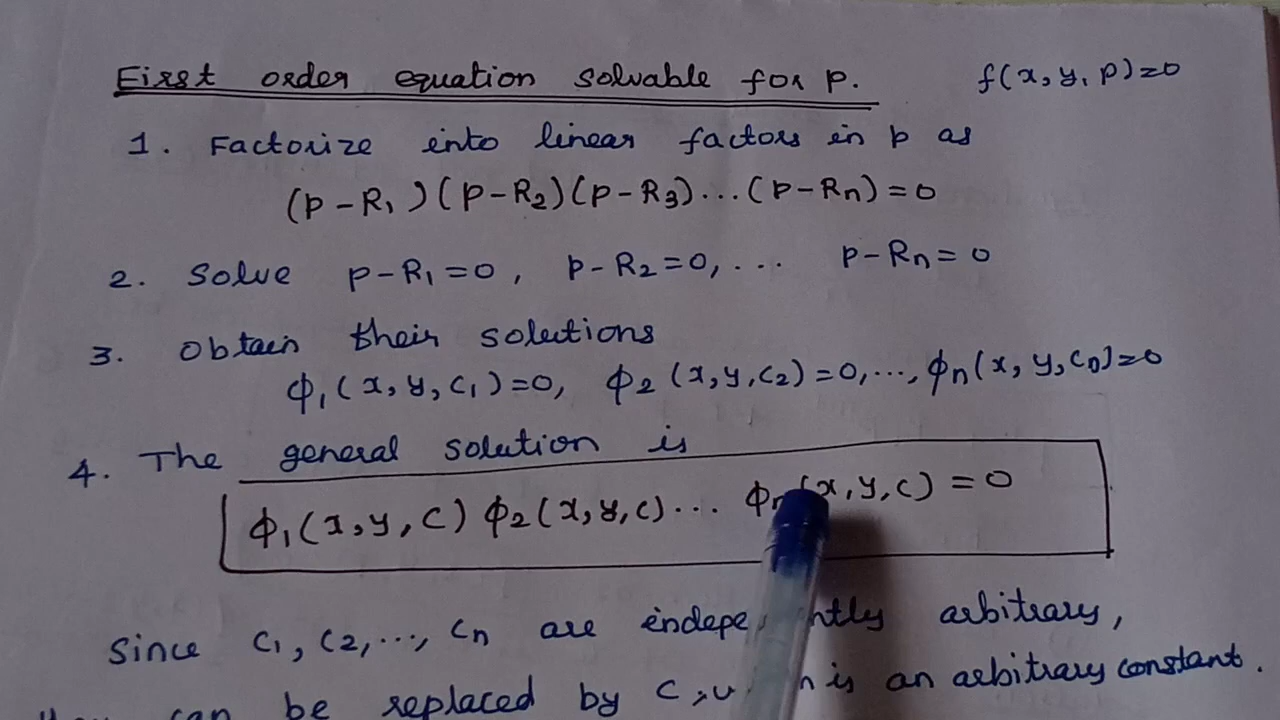 First order equation solvable for p. f(x, y, p)=0
1. Factorize into linear factors in p as
(p-R₁)(p-R₂)(p-R₃)...(p-Rn)=0
2. Solve p-R₁=0, p-R₂=0,... p-Rn=0
3. Obtain their solutions
ϕ₁(x,y,c₁)=0, ϕ₂(x,y,c₂)=0,...,ϕn(x,y,cn)=0
4. The general solution is
ϕ₁(x,y,c) ϕ₂(x,y,c)... ϕn(x,y,c)=0
Since c₁, c₂,..., cn are arbitrary,
can be replaced by c, is an arbitrary constant.